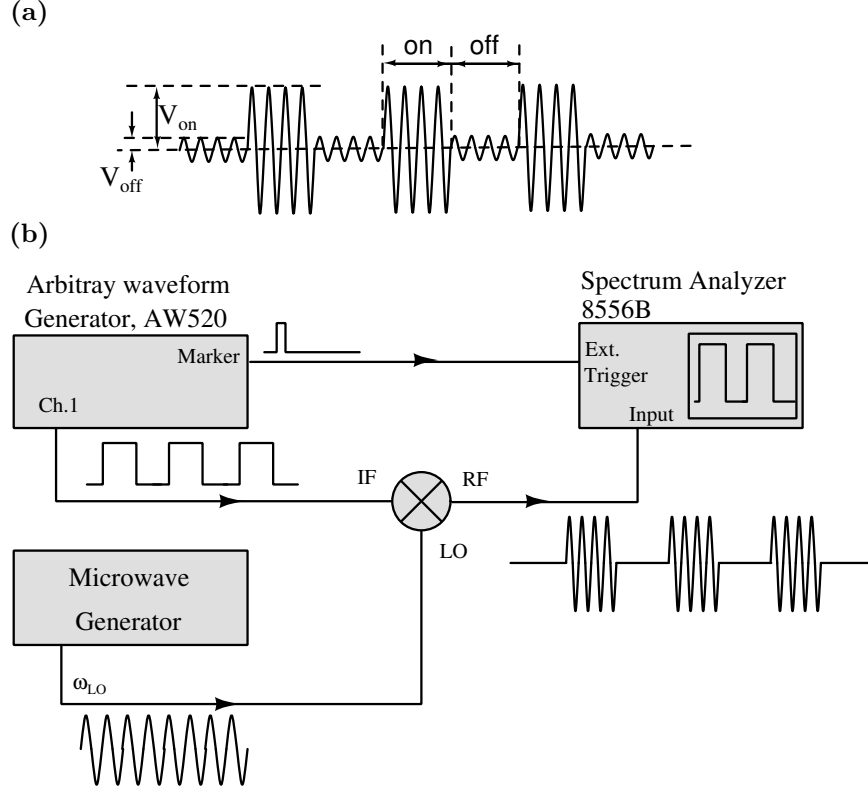 (a)
on off
V_on
V_off
(b)
Arbitray waveform
Generator, AW520
Spectrum Analyzer
8556B
Marker
Ext.
Trigger
Ch.1
Input
IF
RF
LO
Microwave
Generator
ω_LO